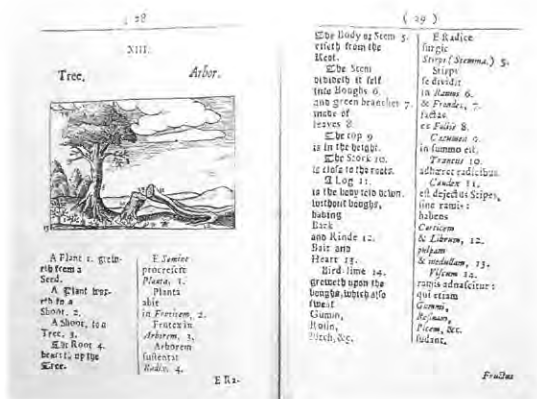 ( 28
XIII.
Tree.
Arbor.
A Plant 1. grow-
eth from a
Seed.
A Plant
eth to a
Shoot, 2.
A Shoot, to a
Tree, 3.
The Root 4.
beareth up the
Tree.
E Semine
procrescit
Planta, 1.
Planta
abit
in Fruticem, 2.
Frutex in
Arborem, 3.
Arborem
sustentat
Radix, 4.
E Ra-
( 29 )
The Body or Stem 5.
riseth from the
Root.
The Stem
divideth it self
into Boughs 6.
and green branches 7.
made of
leaves 8.
The top 9
is in the height.
The Stock 10.
is close to the roots.
A Log 11.
is the body
without boughs,
having
Bark
and Rinde 12.
and
Heart 13.
Bird-lime 14.
groweth upon the
boughs, which also
sweat
Gumm,
Rosin,
Pitch, &c.
E Radice
surgit
Stirps (Stemma.) 5.
Stirps
se dividit
in Ramos 6.
& Frondes, 7.
factas
ex Foliis 8.
Cacumen 9.
in summo est.
Truncus 10.
adhæret radicibus.
Caudex 11.
est dejectus Stipes,
sine ramis:
habens
Corticem
& Librum, 12.
pulpam
& medullam, 13.
Viscum 14.
ramis adnascitur:
qui etiam
Gummi,
Resinam,
Picem, &c.
sudant.
Fructus